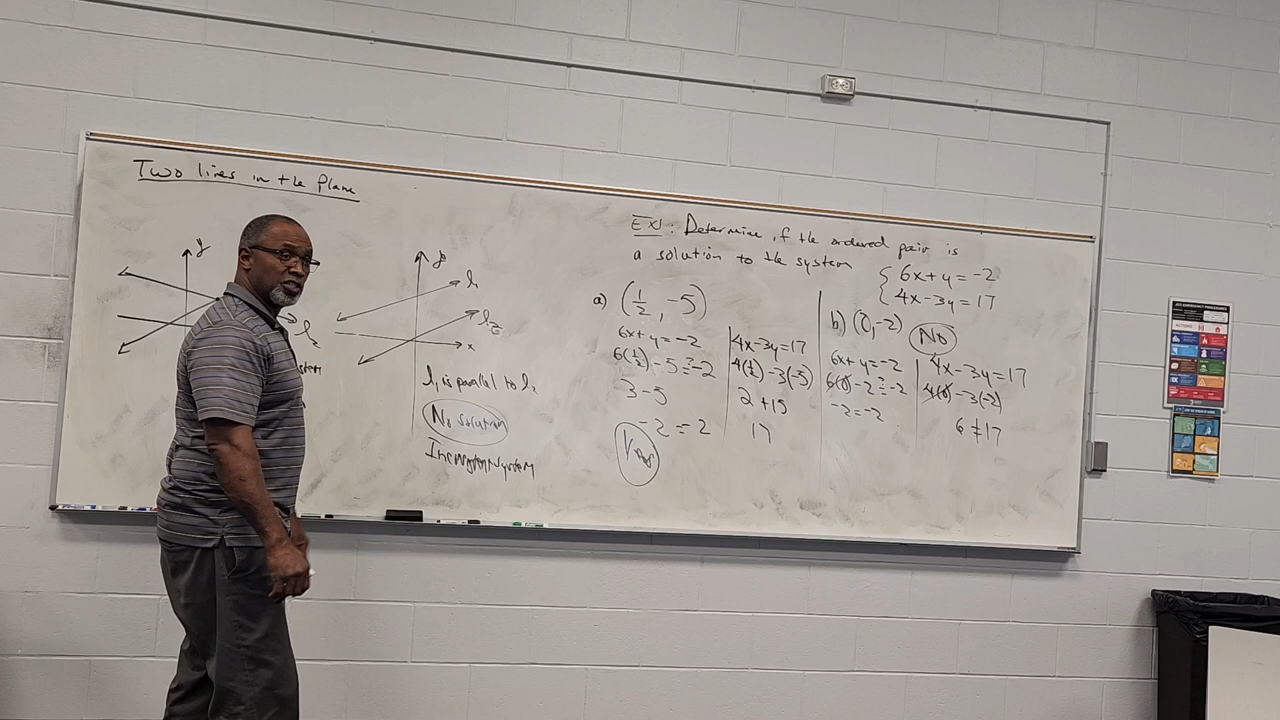 Two lines in the Plane
y
l₂
stem
y
l₁
l₂
x
l₁ is parallel to l₂
No solution
Inconsistent system
EX1: Determine if the ordered pair is
a solution to the system
{ 6x + y = -2
4x - 3y = 17
a) (1/2, -5)
6x + y = -2
6(1/2) - 5 ?= -2
3 - 5
-2 = 2
Yes
4x - 3y = 17
4(1/2) - 3(-5)
2 + 15
17
b) (0, -2) No
6x + y = -2
6(0) - 2 ?= -2
-2 = -2
4x - 3y = 17
4(0) - 3(-2)
6 ≠ 17